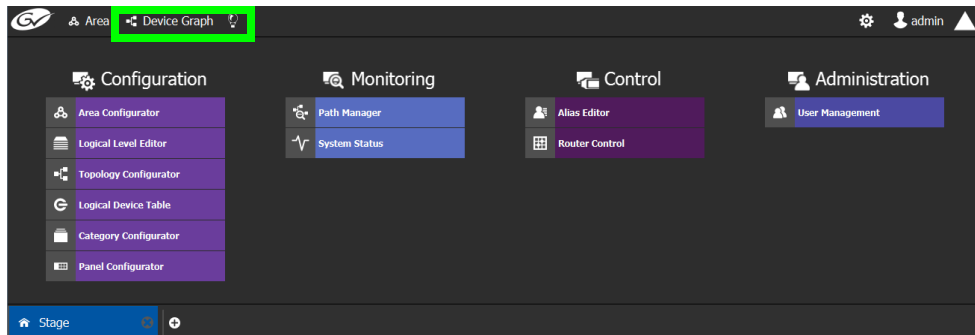 GV Area Device Graph admin
Configuration
Area Configurator
Logical Level Editor
Topology Configurator
Logical Device Table
Category Configurator
Panel Configurator
Monitoring
Path Manager
System Status
Control
Alias Editor
Router Control
Administration
User Management
Stage